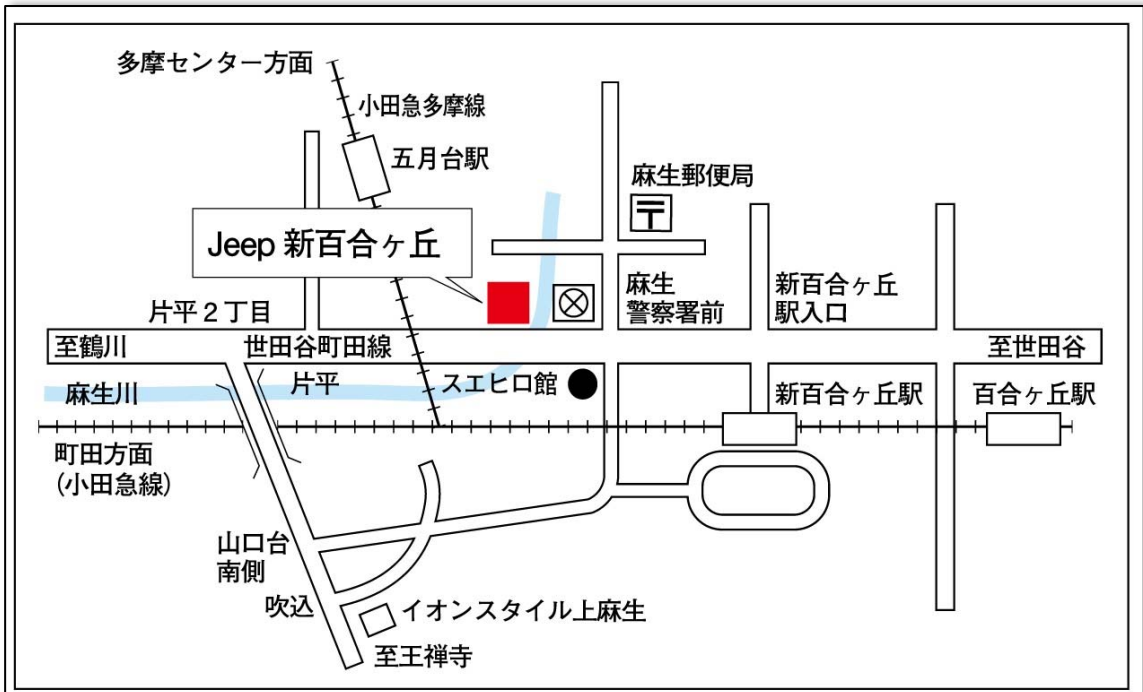 多摩センター方面
小田急多摩線
五月台駅
麻生郵便局
〒
Jeep 新百合ヶ丘
麻生
警察署前
新百合ヶ丘
駅入口
片平2丁目
至鶴川
世田谷町田線
至世田谷
麻生川
片平
スエヒロ館
新百合ヶ丘駅
百合ヶ丘駅
町田方面
(小田急線)
山口台
南側
吹込
イオンスタイル上麻生
至王禅寺